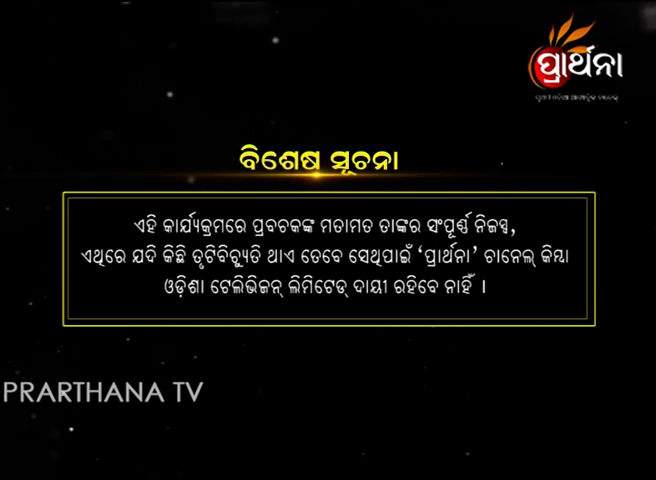 ପ୍ରାର୍ଥନା
ବିଶେଷ ସୂଚନା
ଏହି କାର୍ଯ୍ୟକ୍ରମରେ ପ୍ରବଚକଙ୍କ ମତାମତ ତାଙ୍କର ସଂପୂର୍ଣ୍ଣ ନିଜସ୍ୱ,
ଏଥିରେ ଯଦି କିଛି ତୃଟିବିଚ୍ୟୁତି ଥାଏ ତେବେ ସେଥିପାଇଁ ‘ପ୍ରାର୍ଥନା’ ଚାନେଲ୍ କିମ୍ବା
ଓଡ଼ିଶା ଟେଲିଭିଜନ୍ ଲିମିଟେଡ୍ ଦାୟୀ ରହିବେ ନାହିଁ ।
PRARTHANA TV